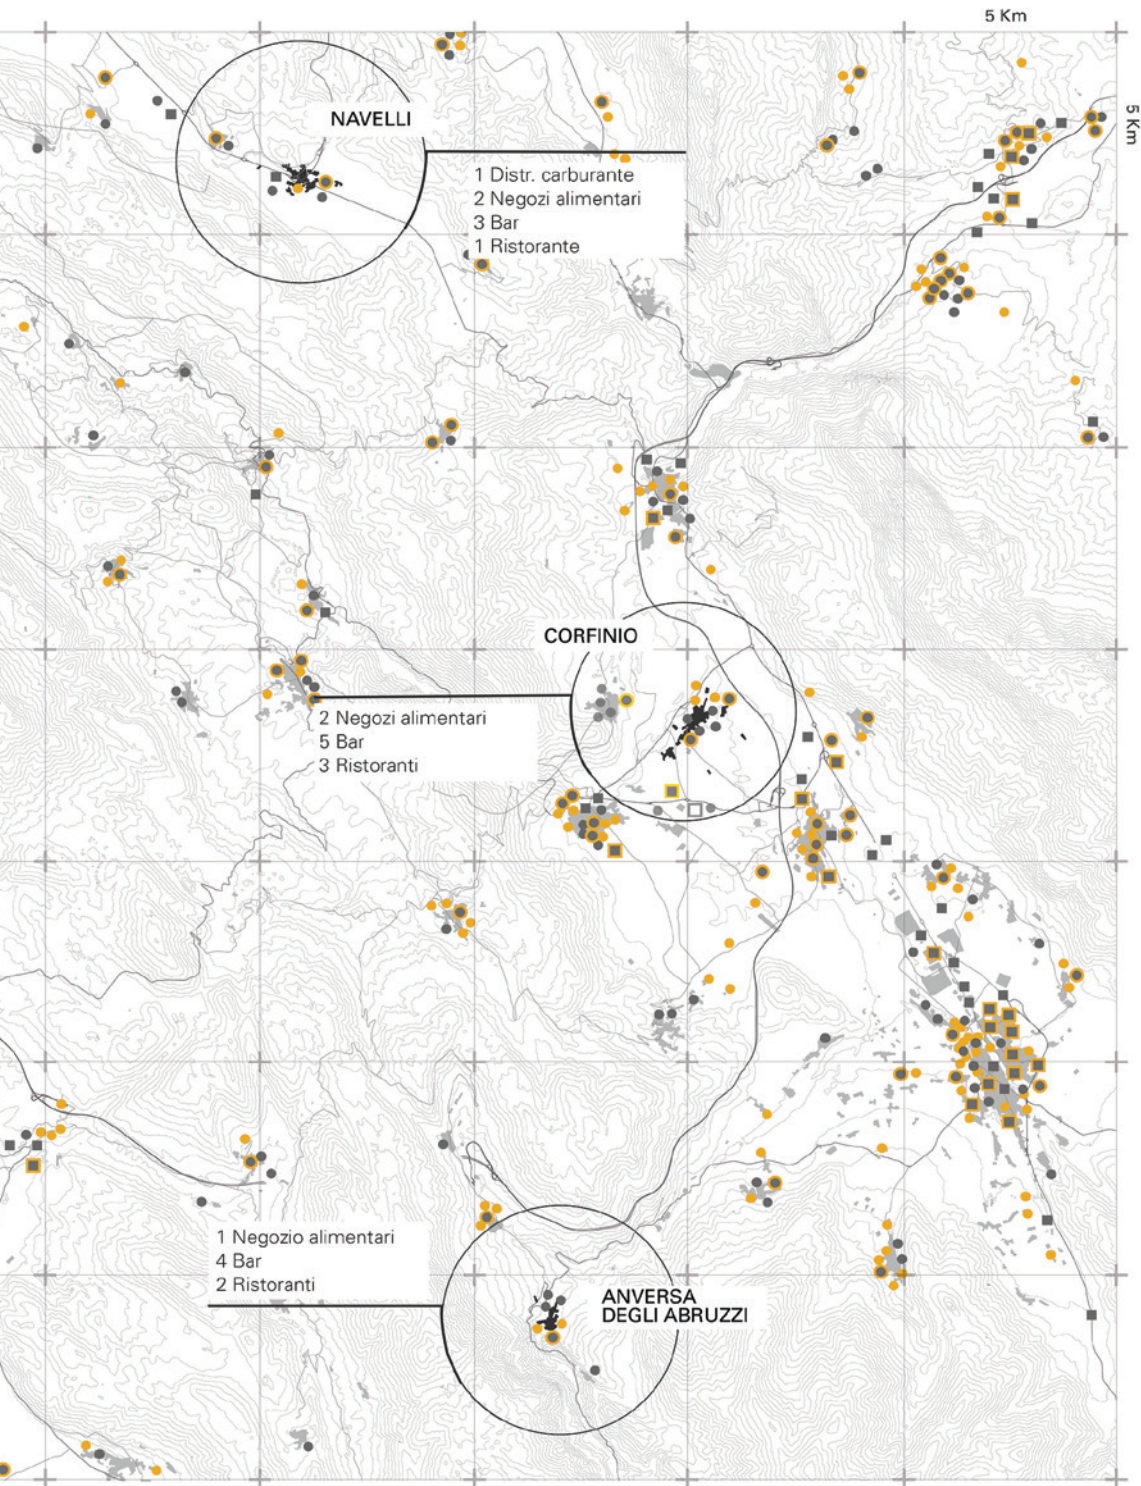 5 Km
5 Km
NAVELLI
1 Distr. carburante
2 Negozi alimentari
3 Bar
1 Ristorante
CORFINIO
2 Negozi alimentari
5 Bar
3 Ristoranti
1 Negozio alimentari
4 Bar
2 Ristoranti
ANVERSA
DEGLI ABRUZZI